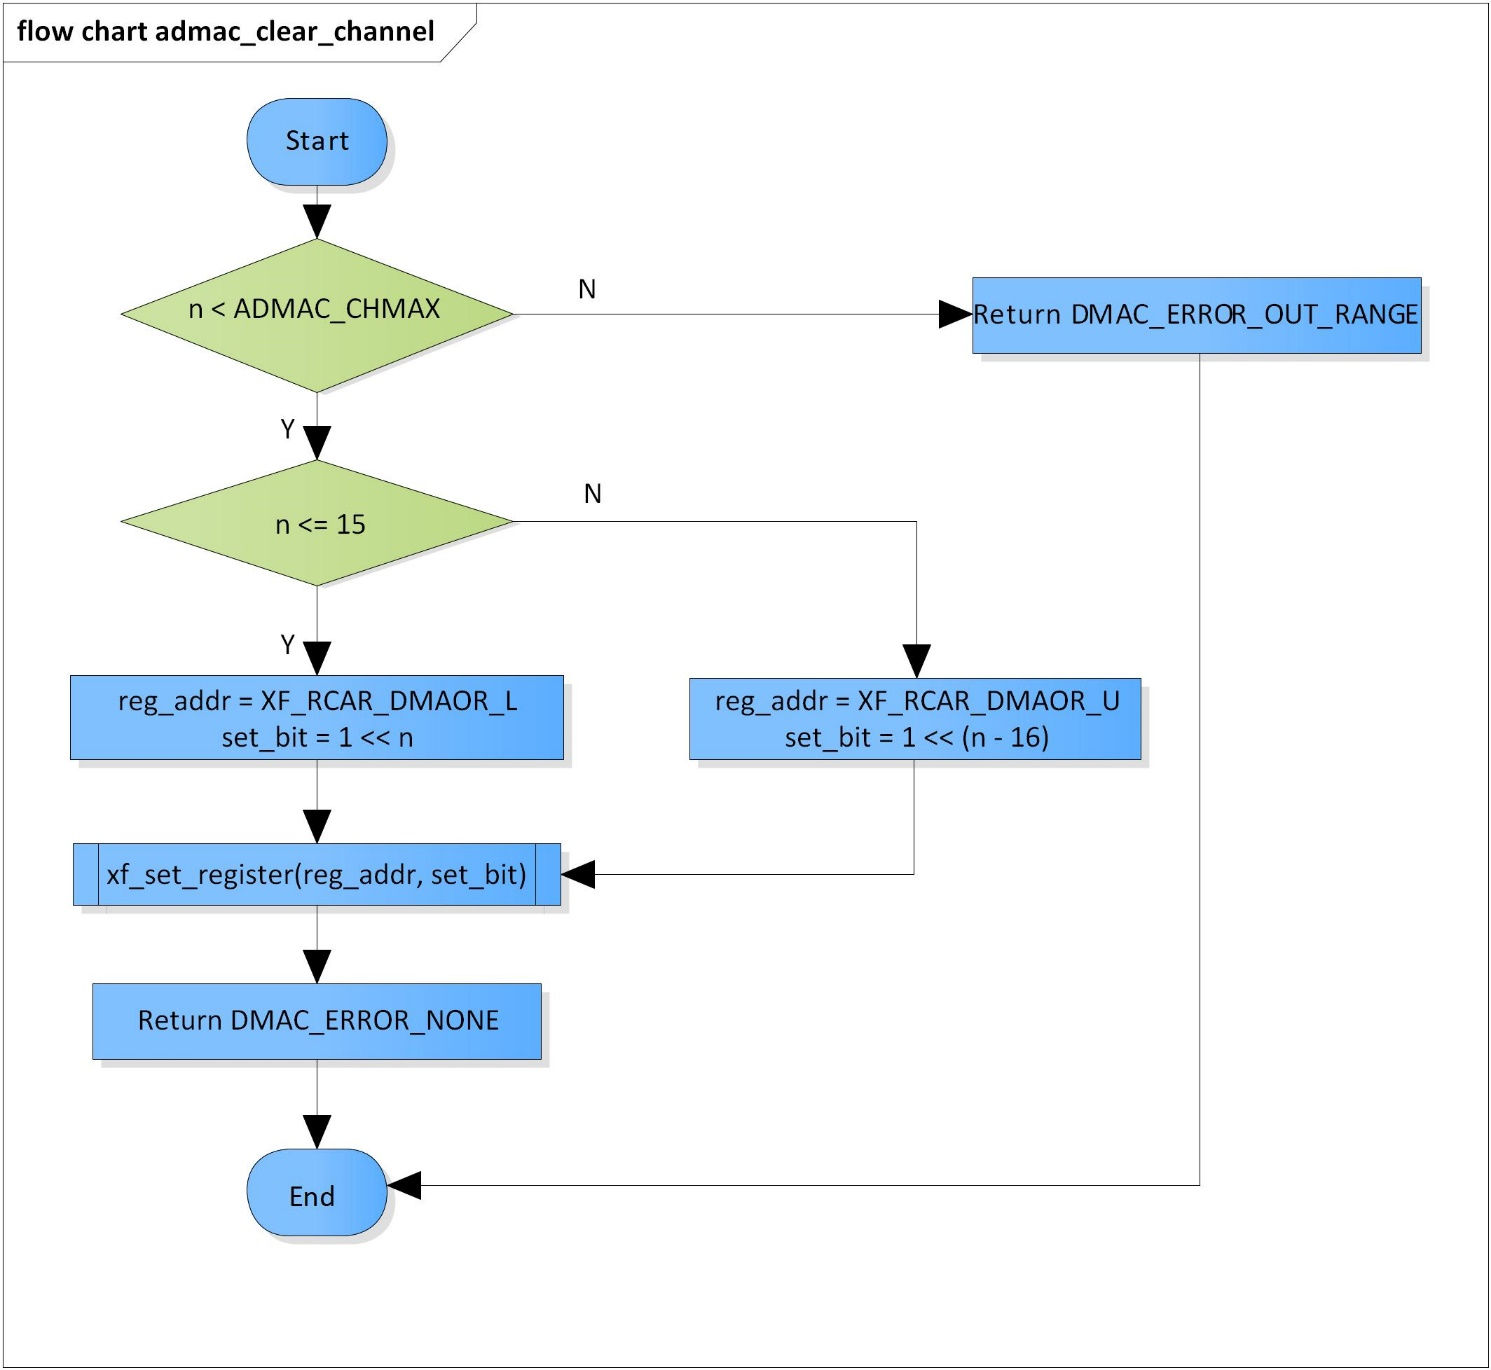 flow chart admac_clear_channel
Start
n < ADMAC_CHMAX
N
Return DMAC_ERROR_OUT_RANGE
Y
n <= 15
N
Y
reg_addr = XF_RCAR_DMAOR_L
set_bit = 1 << n
reg_addr = XF_RCAR_DMAOR_U
set_bit = 1 << (n - 16)
xf_set_register(reg_addr, set_bit)
Return DMAC_ERROR_NONE
End